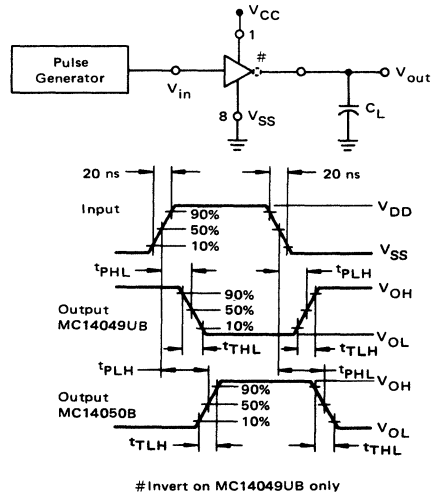 VCC
1
#
Pulse
Generator
Vin
Vout
8 VSS
CL
20 ns
20 ns
Input
90%
50%
10%
VDD
VSS
tPHL
tPLH
Output
MC14049UB
90%
50%
10%
VOH
VOL
tTHL
tTLH
tPLH
tPHL
Output
MC14050B
90%
50%
10%
VOH
VOL
tTLH
tTHL
#Invert on MC14049UB only